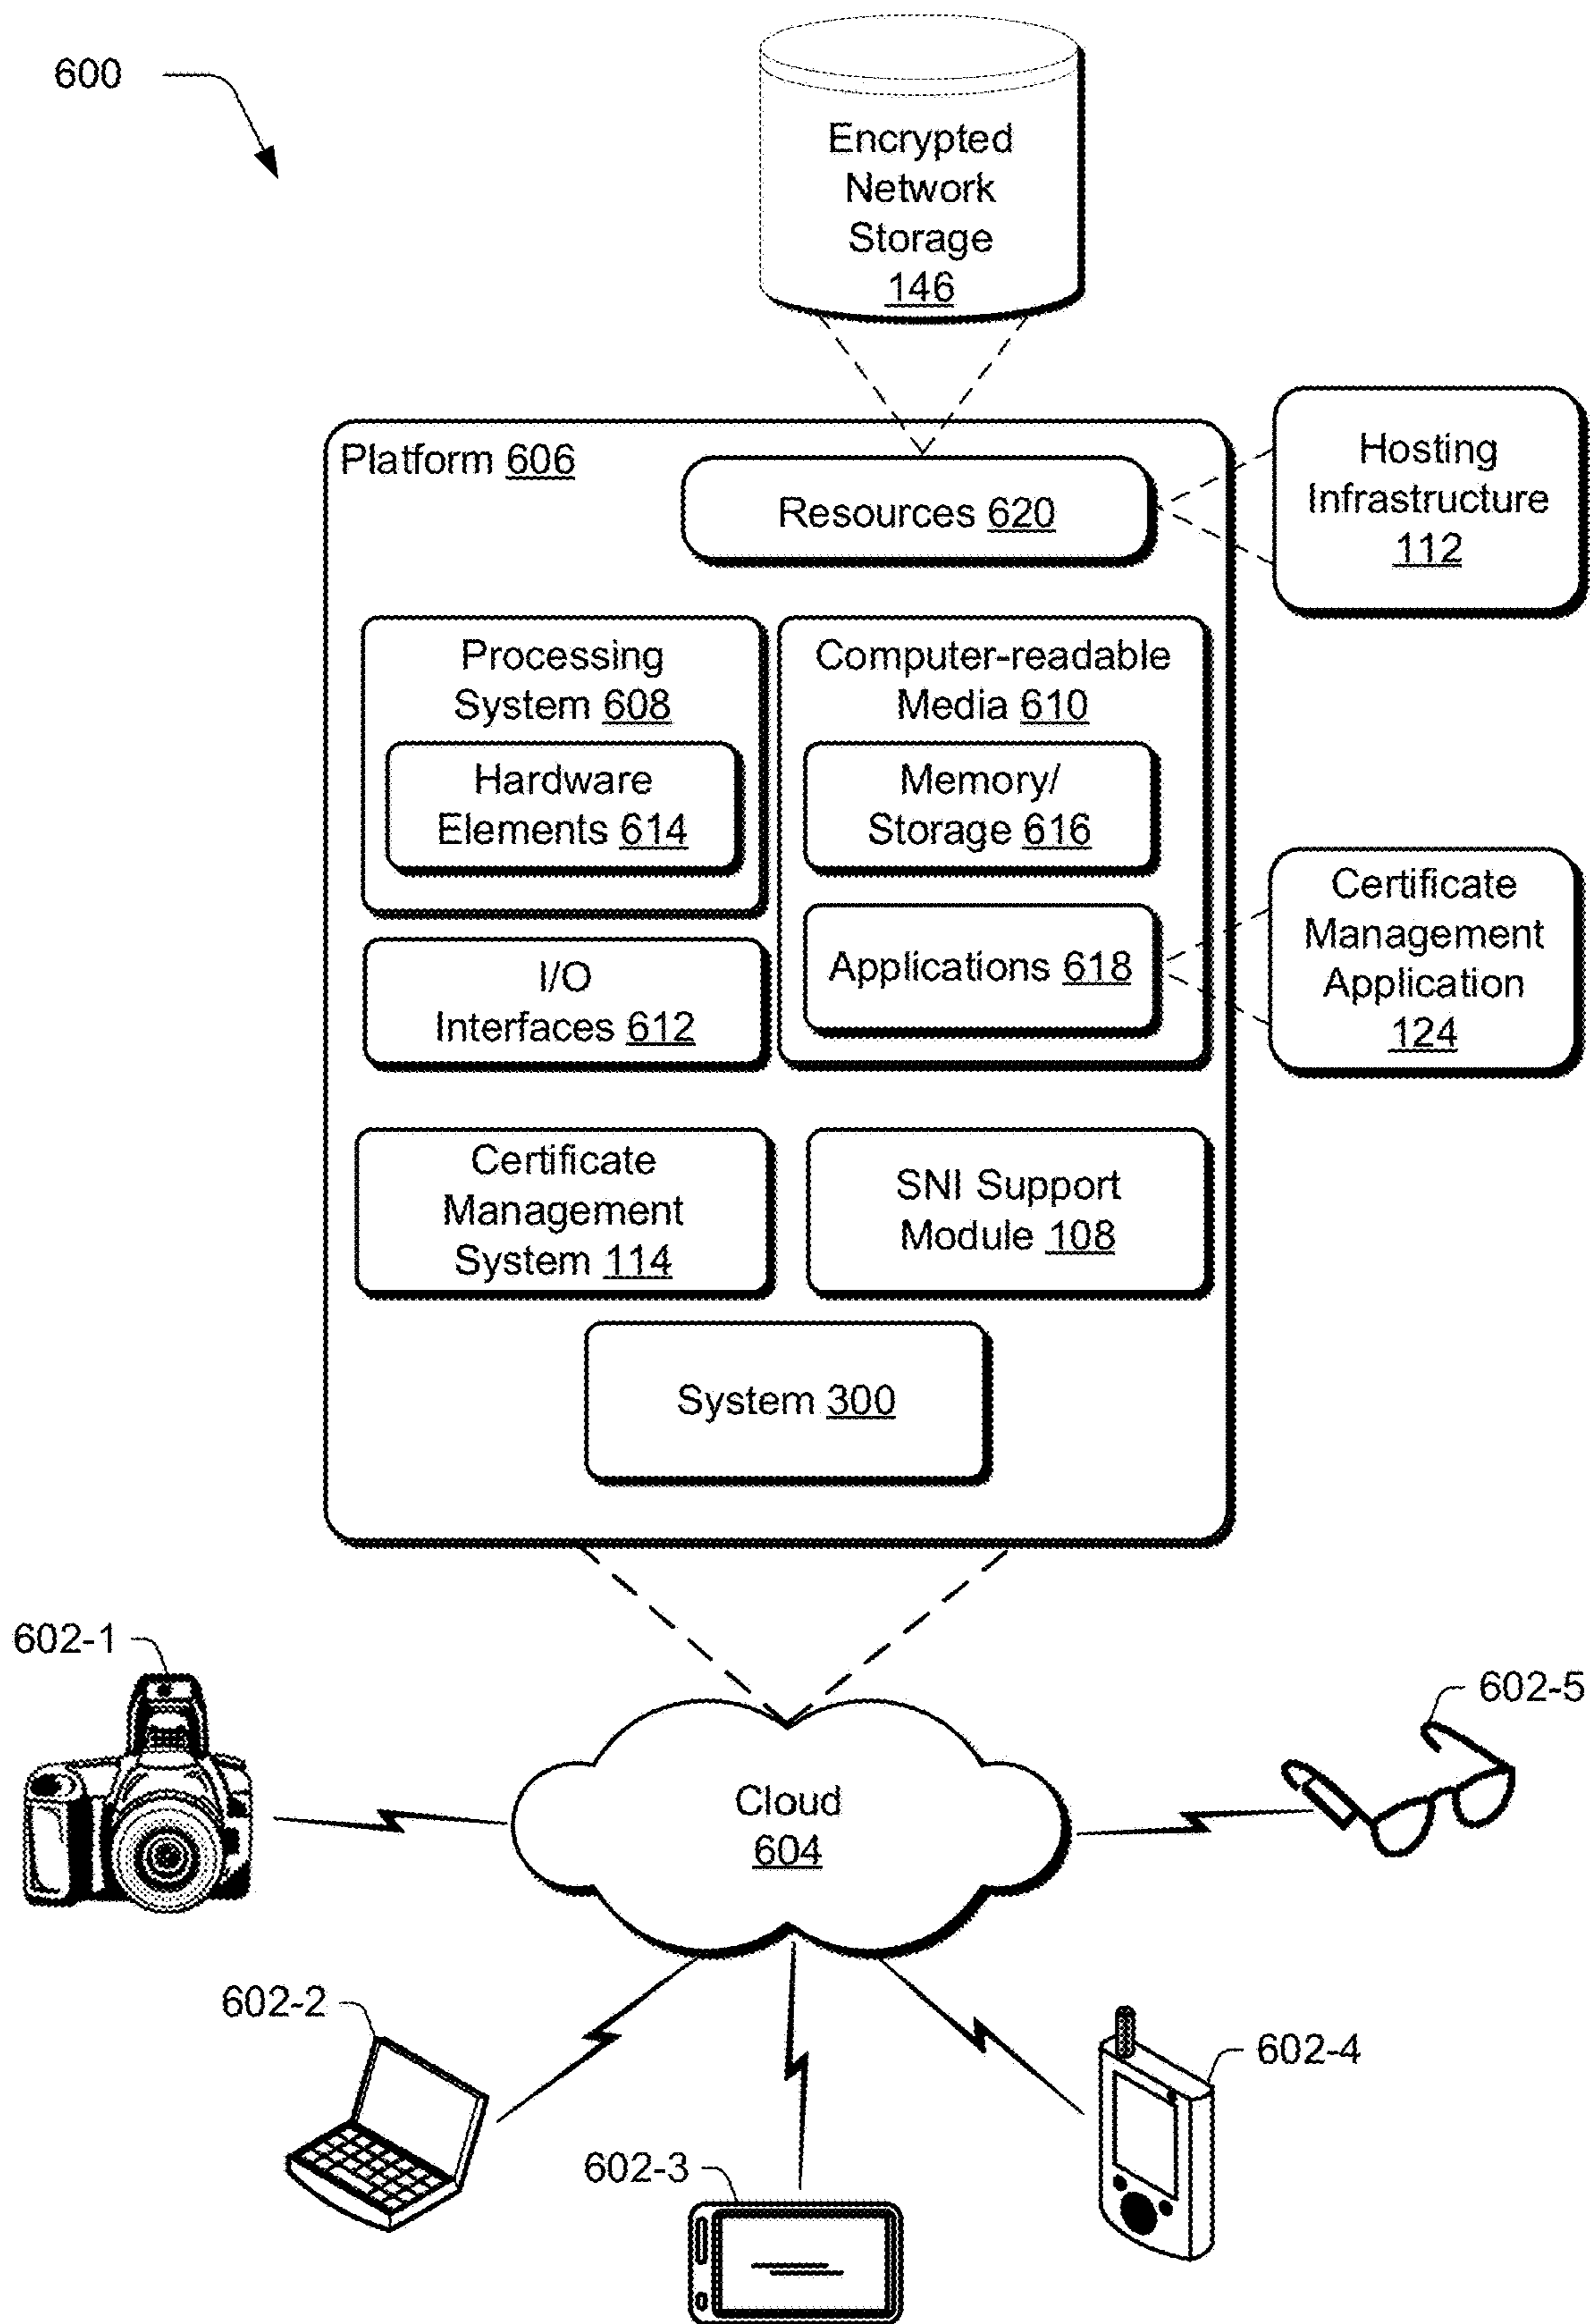 600
Encrypted
Network
Storage
146
Platform 606
Resources 620
Hosting
Infrastructure
112
Processing
System 608
Hardware
Elements 614
Computer-readable
Media 610
Memory/
Storage 616
Applications 618
I/O
Interfaces 612
Certificate
Management
Application
124
Certificate
Management
System 114
SNI Support
Module 108
System 300
602-1
602-5
Cloud
604
602-2
602-4
602-3